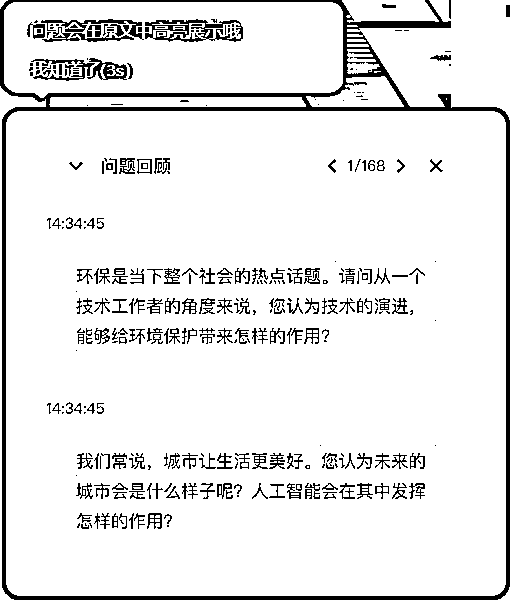 问题会在原文中高亮展示哦
我知道了(3s)
问题回顾
1/168
14:34:45
环保是当下整个社会的热点话题。请问从一个
技术工作者的角度来说，您认为技术的演进，
能够给环境保护带来怎样的作用？
14:34:45
我们常说，城市让生活更美好。您认为未来的
城市会是什么样子呢？人工智能会在其中发挥
怎样的作用？